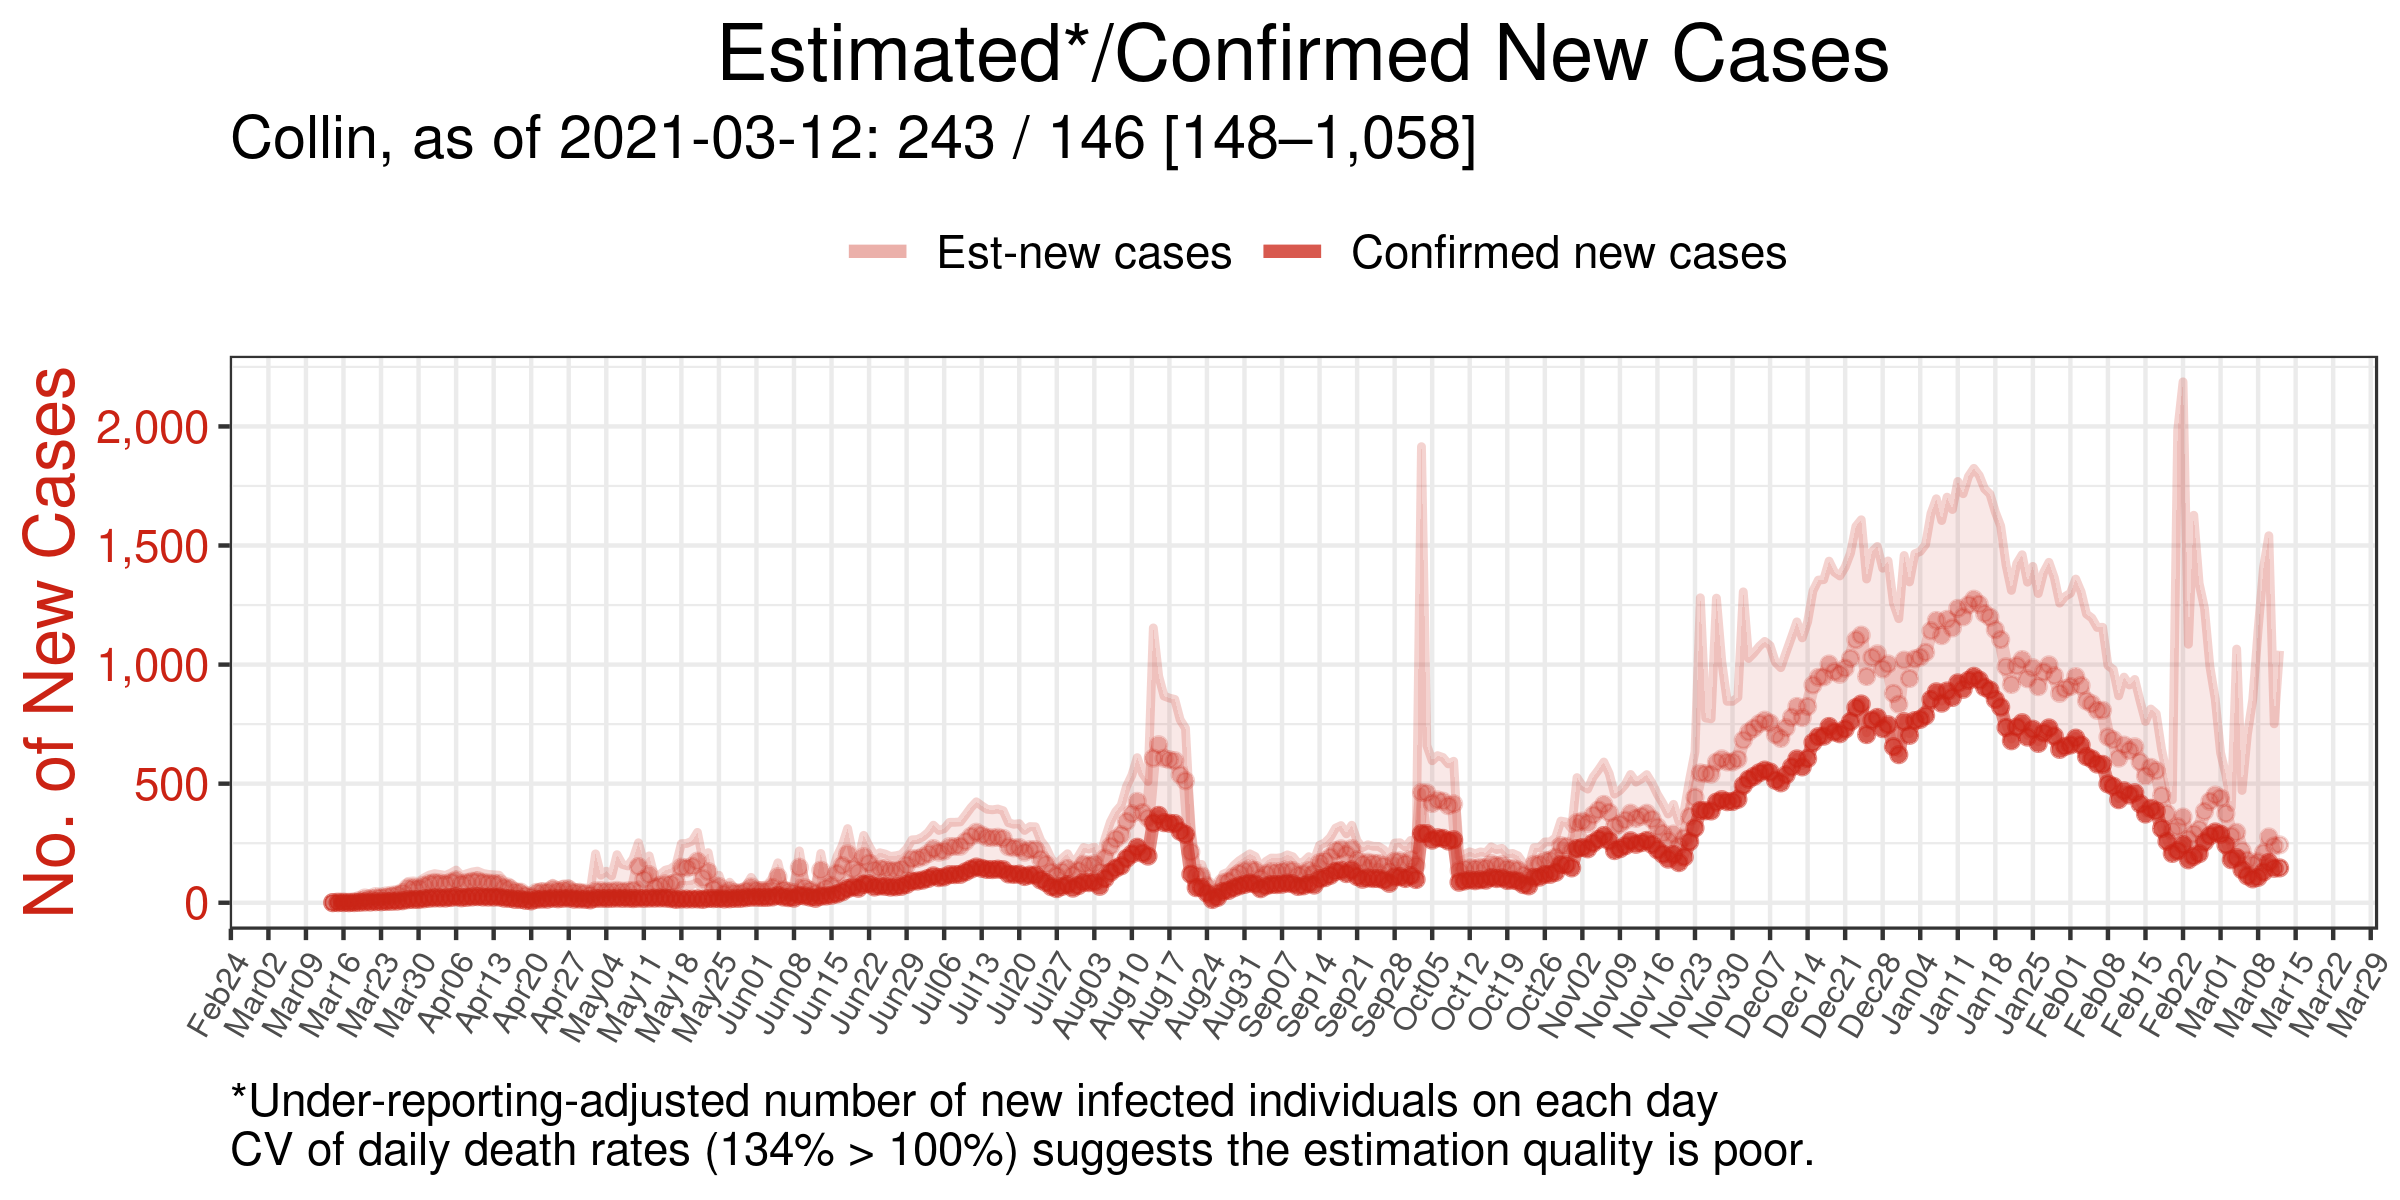 Estimated*/Confirmed New Cases
Collin, as of 2021-03-12: 243 / 146 [148–1,058]
Est-new cases Confirmed new cases
No. of New Cases
2,000
1,500
1,000
500
0
Feb24 Mar02 Mar09 Mar16 Mar23 Mar30 Apr06 Apr13 Apr20 Apr27 May04 May11 May18 May25 Jun01 Jun08 Jun15 Jun22 Jun29 Jul06 Jul13 Jul20 Jul27 Aug03 Aug10 Aug17 Aug24 Aug31 Sep07 Sep14 Sep21 Sep28 Oct05 Oct12 Oct19 Oct26 Nov02 Nov09 Nov16 Nov23 Nov30 Dec07 Dec14 Dec21 Dec28 Jan04 Jan11 Jan18 Jan25 Feb01 Feb08 Feb15 Feb22 Mar01 Mar08 Mar15 Mar22 Mar29
*Under-reporting-adjusted number of new infected individuals on each day
CV of daily death rates (134% > 100%) suggests the estimation quality is poor.